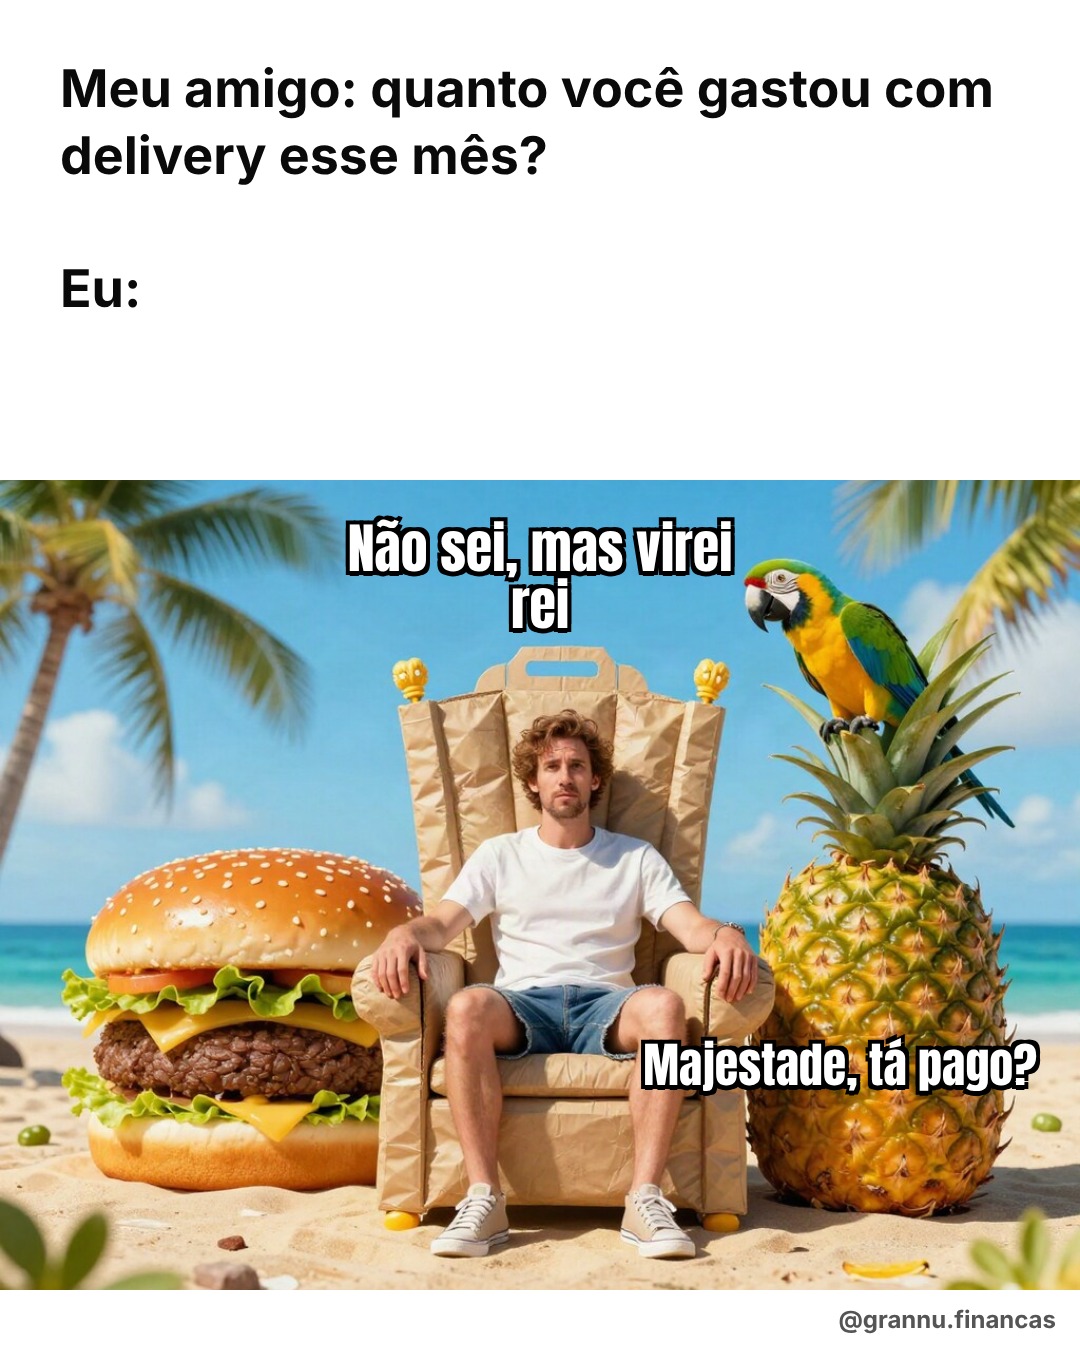 Meu amigo: quanto você gastou com
delivery esse mês?
Eu:
Não sei, mas virei
rei
Majestade, tá pago?
@grannu.financas